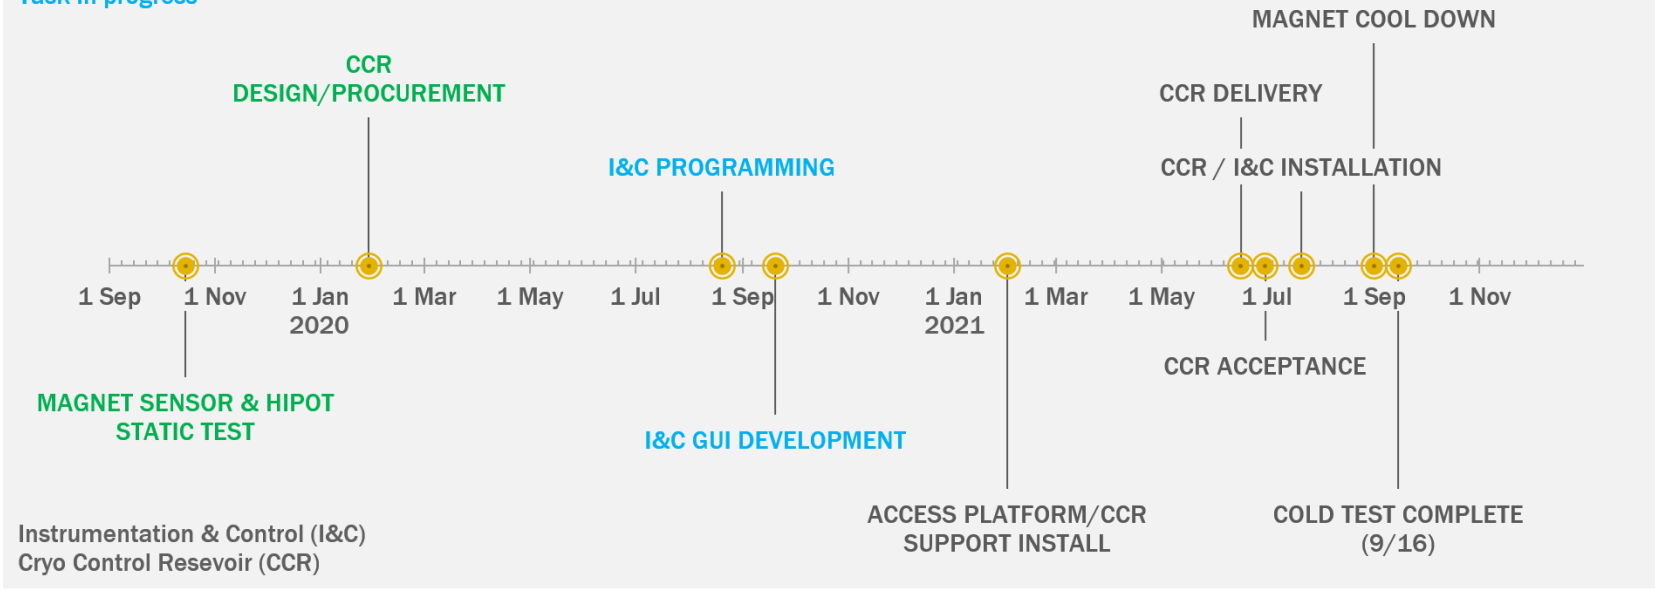 Task in progress
MAGNET COOL DOWN
CCR
DESIGN/PROCUREMENT
CCR DELIVERY
I&C PROGRAMMING
CCR / I&C INSTALLATION
1 Sep
1 Nov
1 Jan
2020
1 Mar
1 May
1 Jul
1 Sep
1 Nov
1 Jan
2021
1 Mar
1 May
1 Jul
1 Sep
1 Nov
CCR ACCEPTANCE
MAGNET SENSOR & HIPOT
STATIC TEST
I&C GUI DEVELOPMENT
ACCESS PLATFORM/CCR
SUPPORT INSTALL
COLD TEST COMPLETE
(9/16)
Instrumentation & Control (I&C)
Cryo Control Resevoir (CCR)